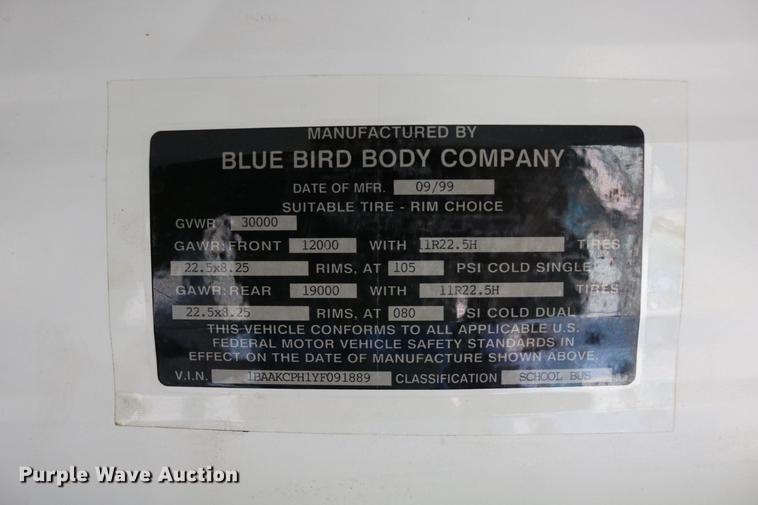 MANUFACTURED BY
BLUE BIRD BODY COMPANY
DATE OF MFR. 09/99
SUITABLE TIRE - RIM CHOICE
GVWR 30000
GAWR: FRONT 12000 WITH 11R22.5H TIRES
22.5x8.25 RIMS, AT 105 PSI COLD SINGLE
GAWR: REAR 19000 WITH 11R22.5H TIRES
22.5x8.25 RIMS, AT 080 PSI COLD DUAL
THIS VEHICLE CONFORMS TO ALL APPLICABLE U.S.
FEDERAL MOTOR VEHICLE SAFETY STANDARDS IN
EFFECT ON THE DATE OF MANUFACTURE SHOWN ABOVE.
V.I.N. 1BAAKCPH1YF091889 CLASSIFICATION SCHOOL BUS
Purple Wave Auction